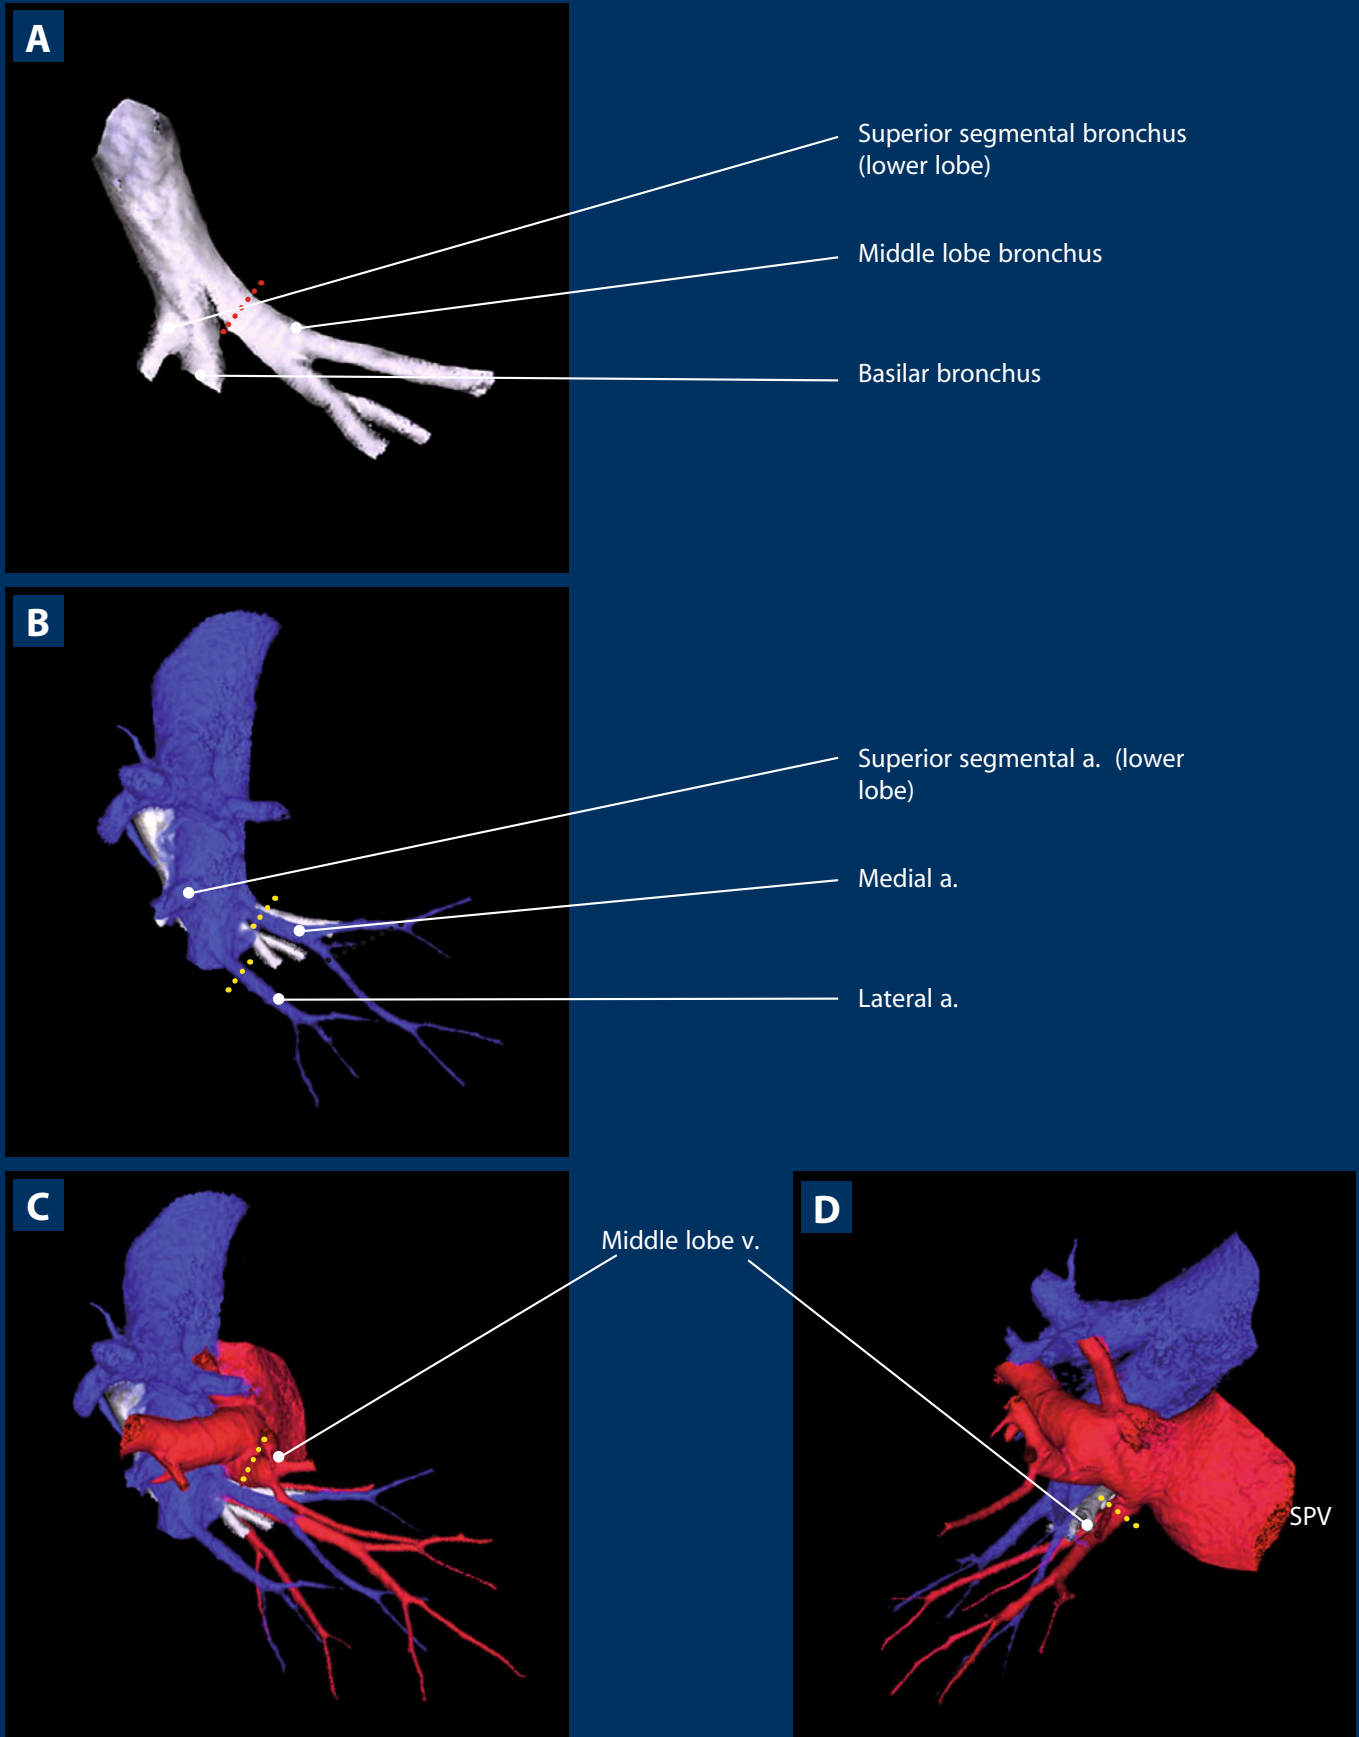 A
Superior segmental bronchus
(lower lobe)
Middle lobe bronchus
Basilar bronchus
B
Superior segmental a. (lower
lobe)
Medial a.
Lateral a.
C
Middle lobe v.
D
SPV